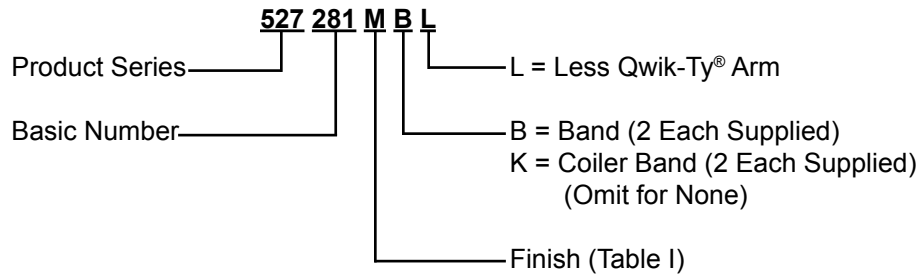 527 281 M B L
Product Series
L = Less Qwik-Ty® Arm
Basic Number
B = Band (2 Each Supplied)
K = Coiler Band (2 Each Supplied)
(Omit for None)
Finish (Table I)